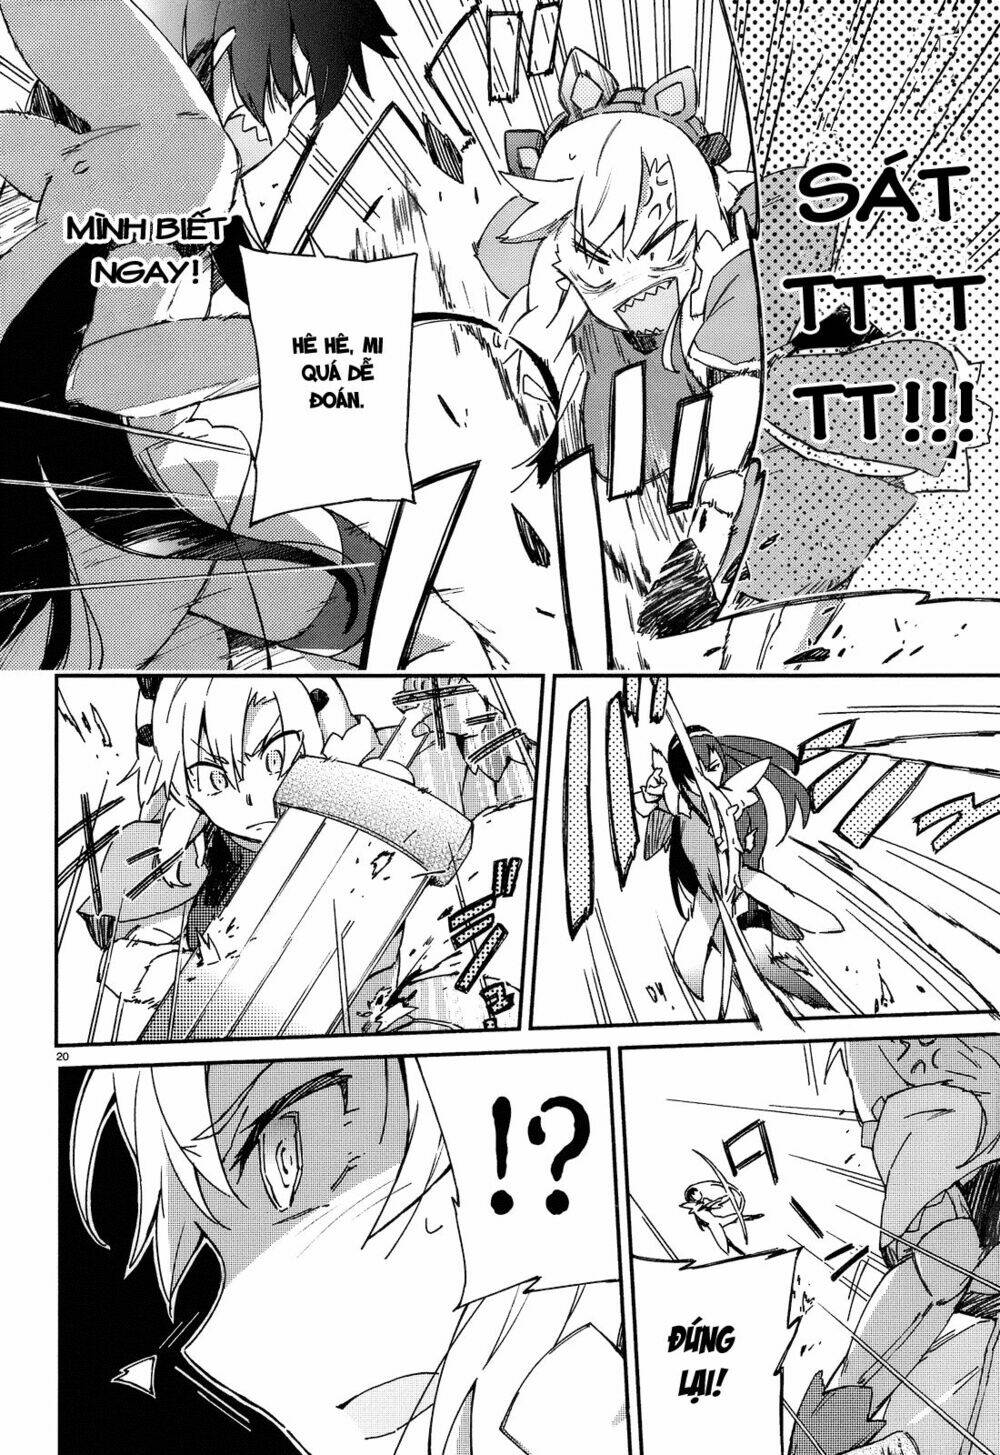 SÁT
TTTT
TT!!!
MÌNH BIẾT
NGAY!
HÊ HÊ, MI
QUÁ DỄ
ĐOÁN.
20
!?
ĐỨNG
LẠI!